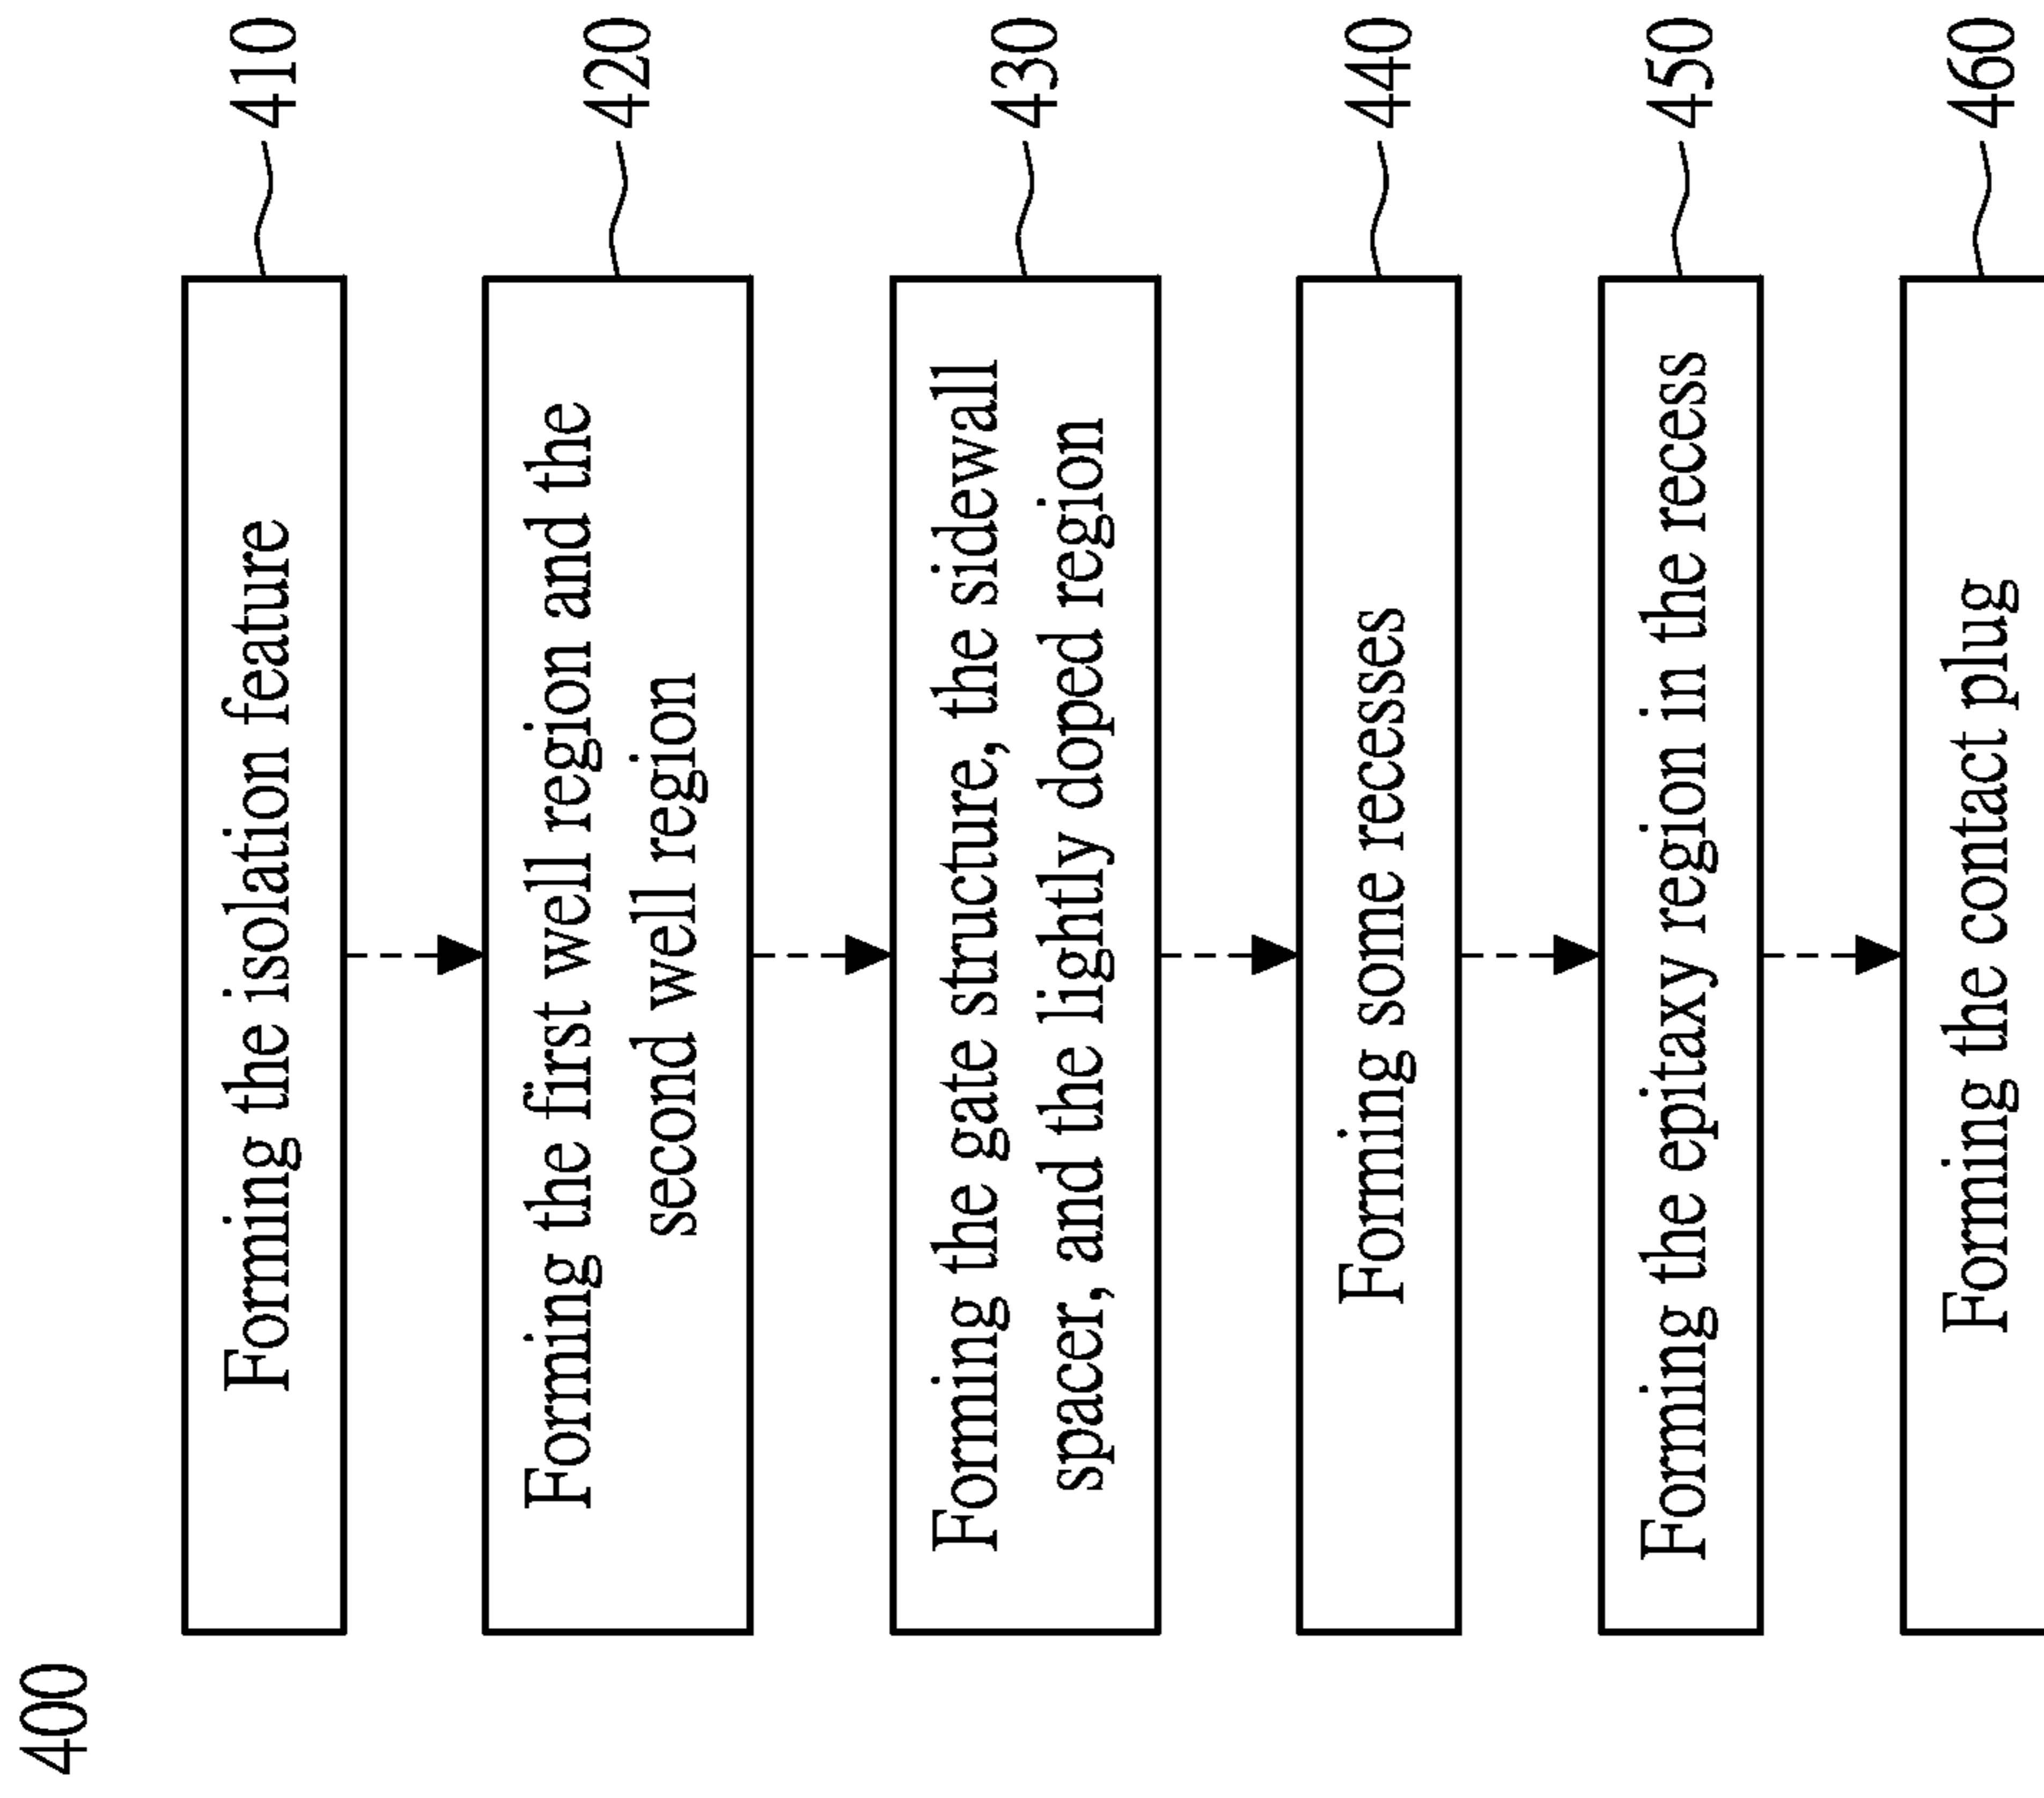 400
Forming the isolation feature
410
Forming the first well region and the
second well region
420
Forming the gate structure, the sidewall
spacer, and the lightly doped region
430
Forming some recesses
440
Forming the epitaxy region in the recess
450
Forming the contact plug
460